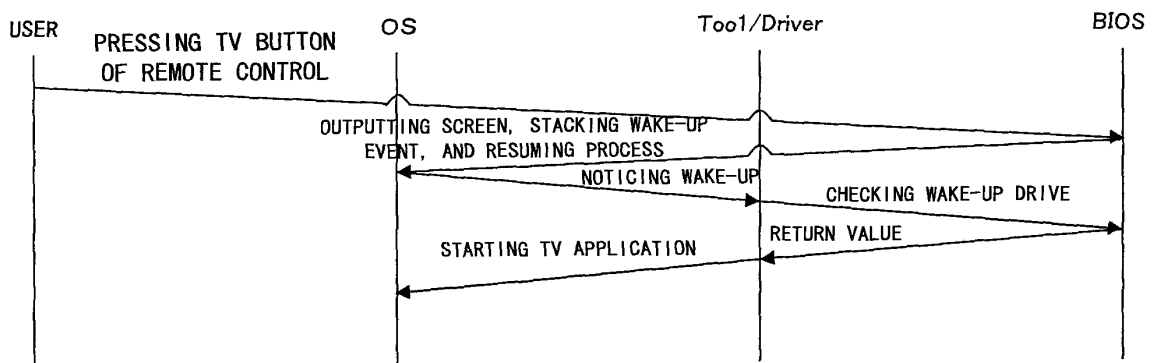 USER
OS
Tool/Driver
BIOS
PRESSING TV BUTTON
OF REMOTE CONTROL
OUTPUTTING SCREEN, STACKING WAKE-UP
EVENT, AND RESUMING PROCESS
NOTICING WAKE-UP
CHECKING WAKE-UP DRIVE
RETURN VALUE
STARTING TV APPLICATION